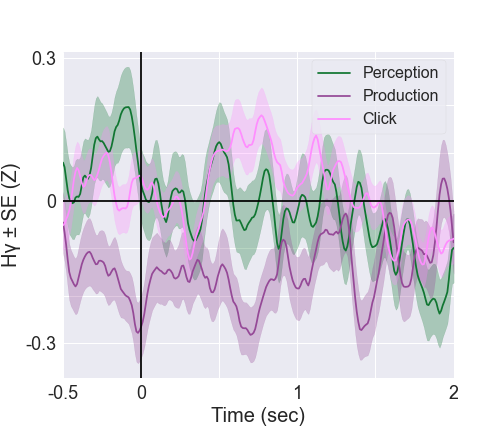 Perception
Production
Click
Hγ ± SE (Z)
0.3
0
-0.3
-0.5
0
1
2
Time (sec)